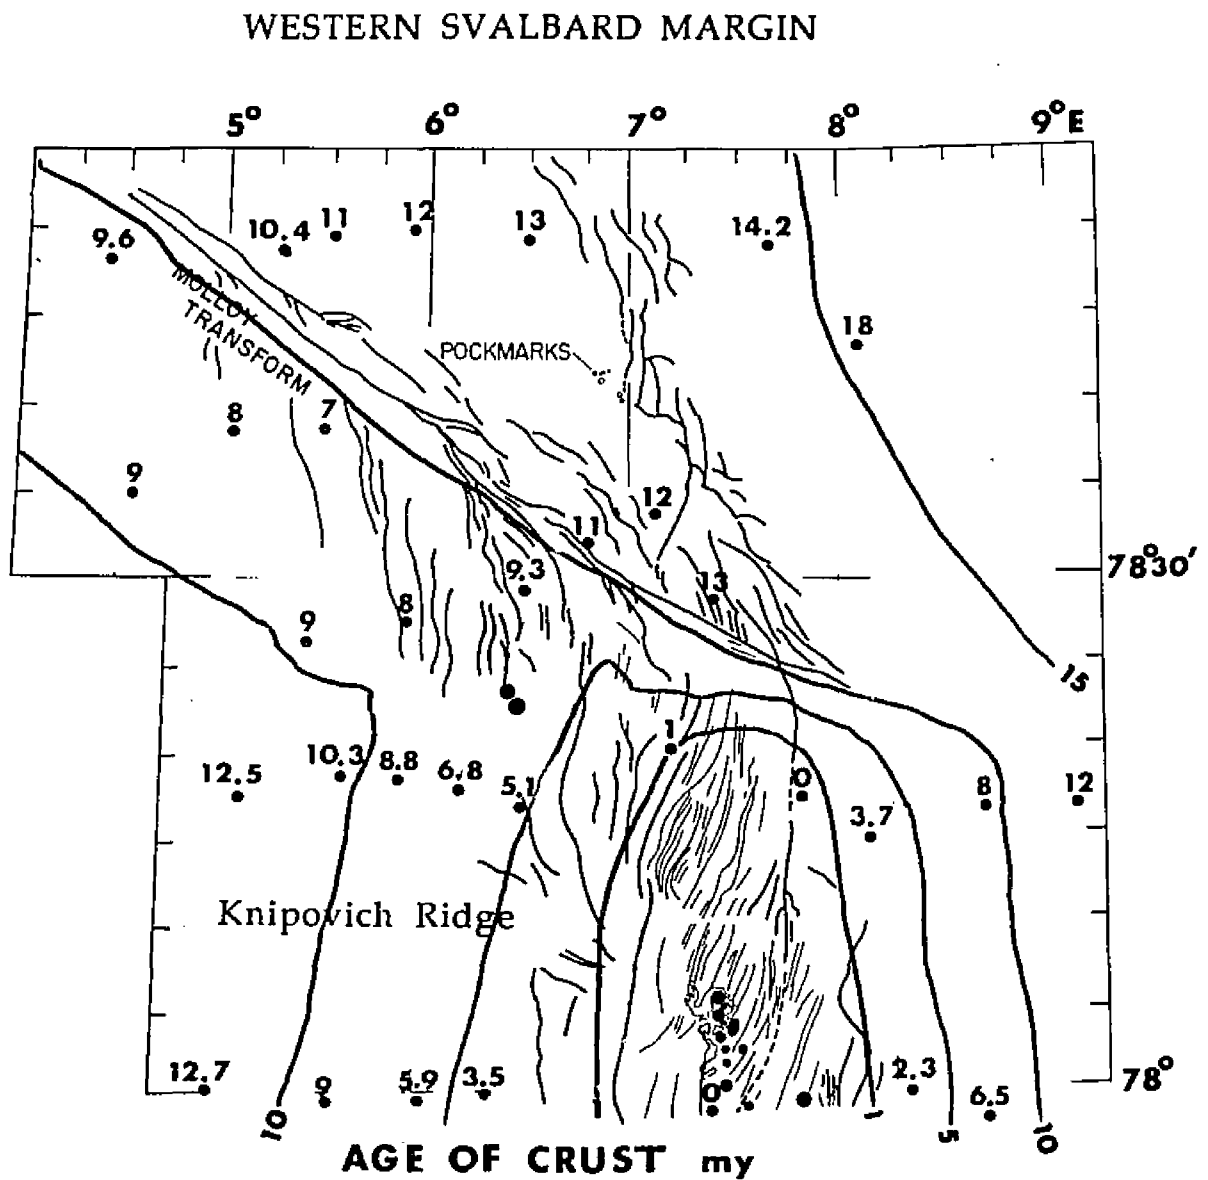 WESTERN SVALBARD MARGIN
5° 6° 7° 8° 9°E
9.6 10.4 11 12 13 14.2
MOLLOY
TRANSFORM
POCKMARKS
18
8 7
9
12
11
78°30'
9.3 13
9 8
15
1
12.5 10.3 8.8 6.8 5.1 0 8 12
3.7
Knipovich Ridge
12.7 9 5.9 3.5 0 2.3 6.5
78°
10 1 5 10
AGE OF CRUST my